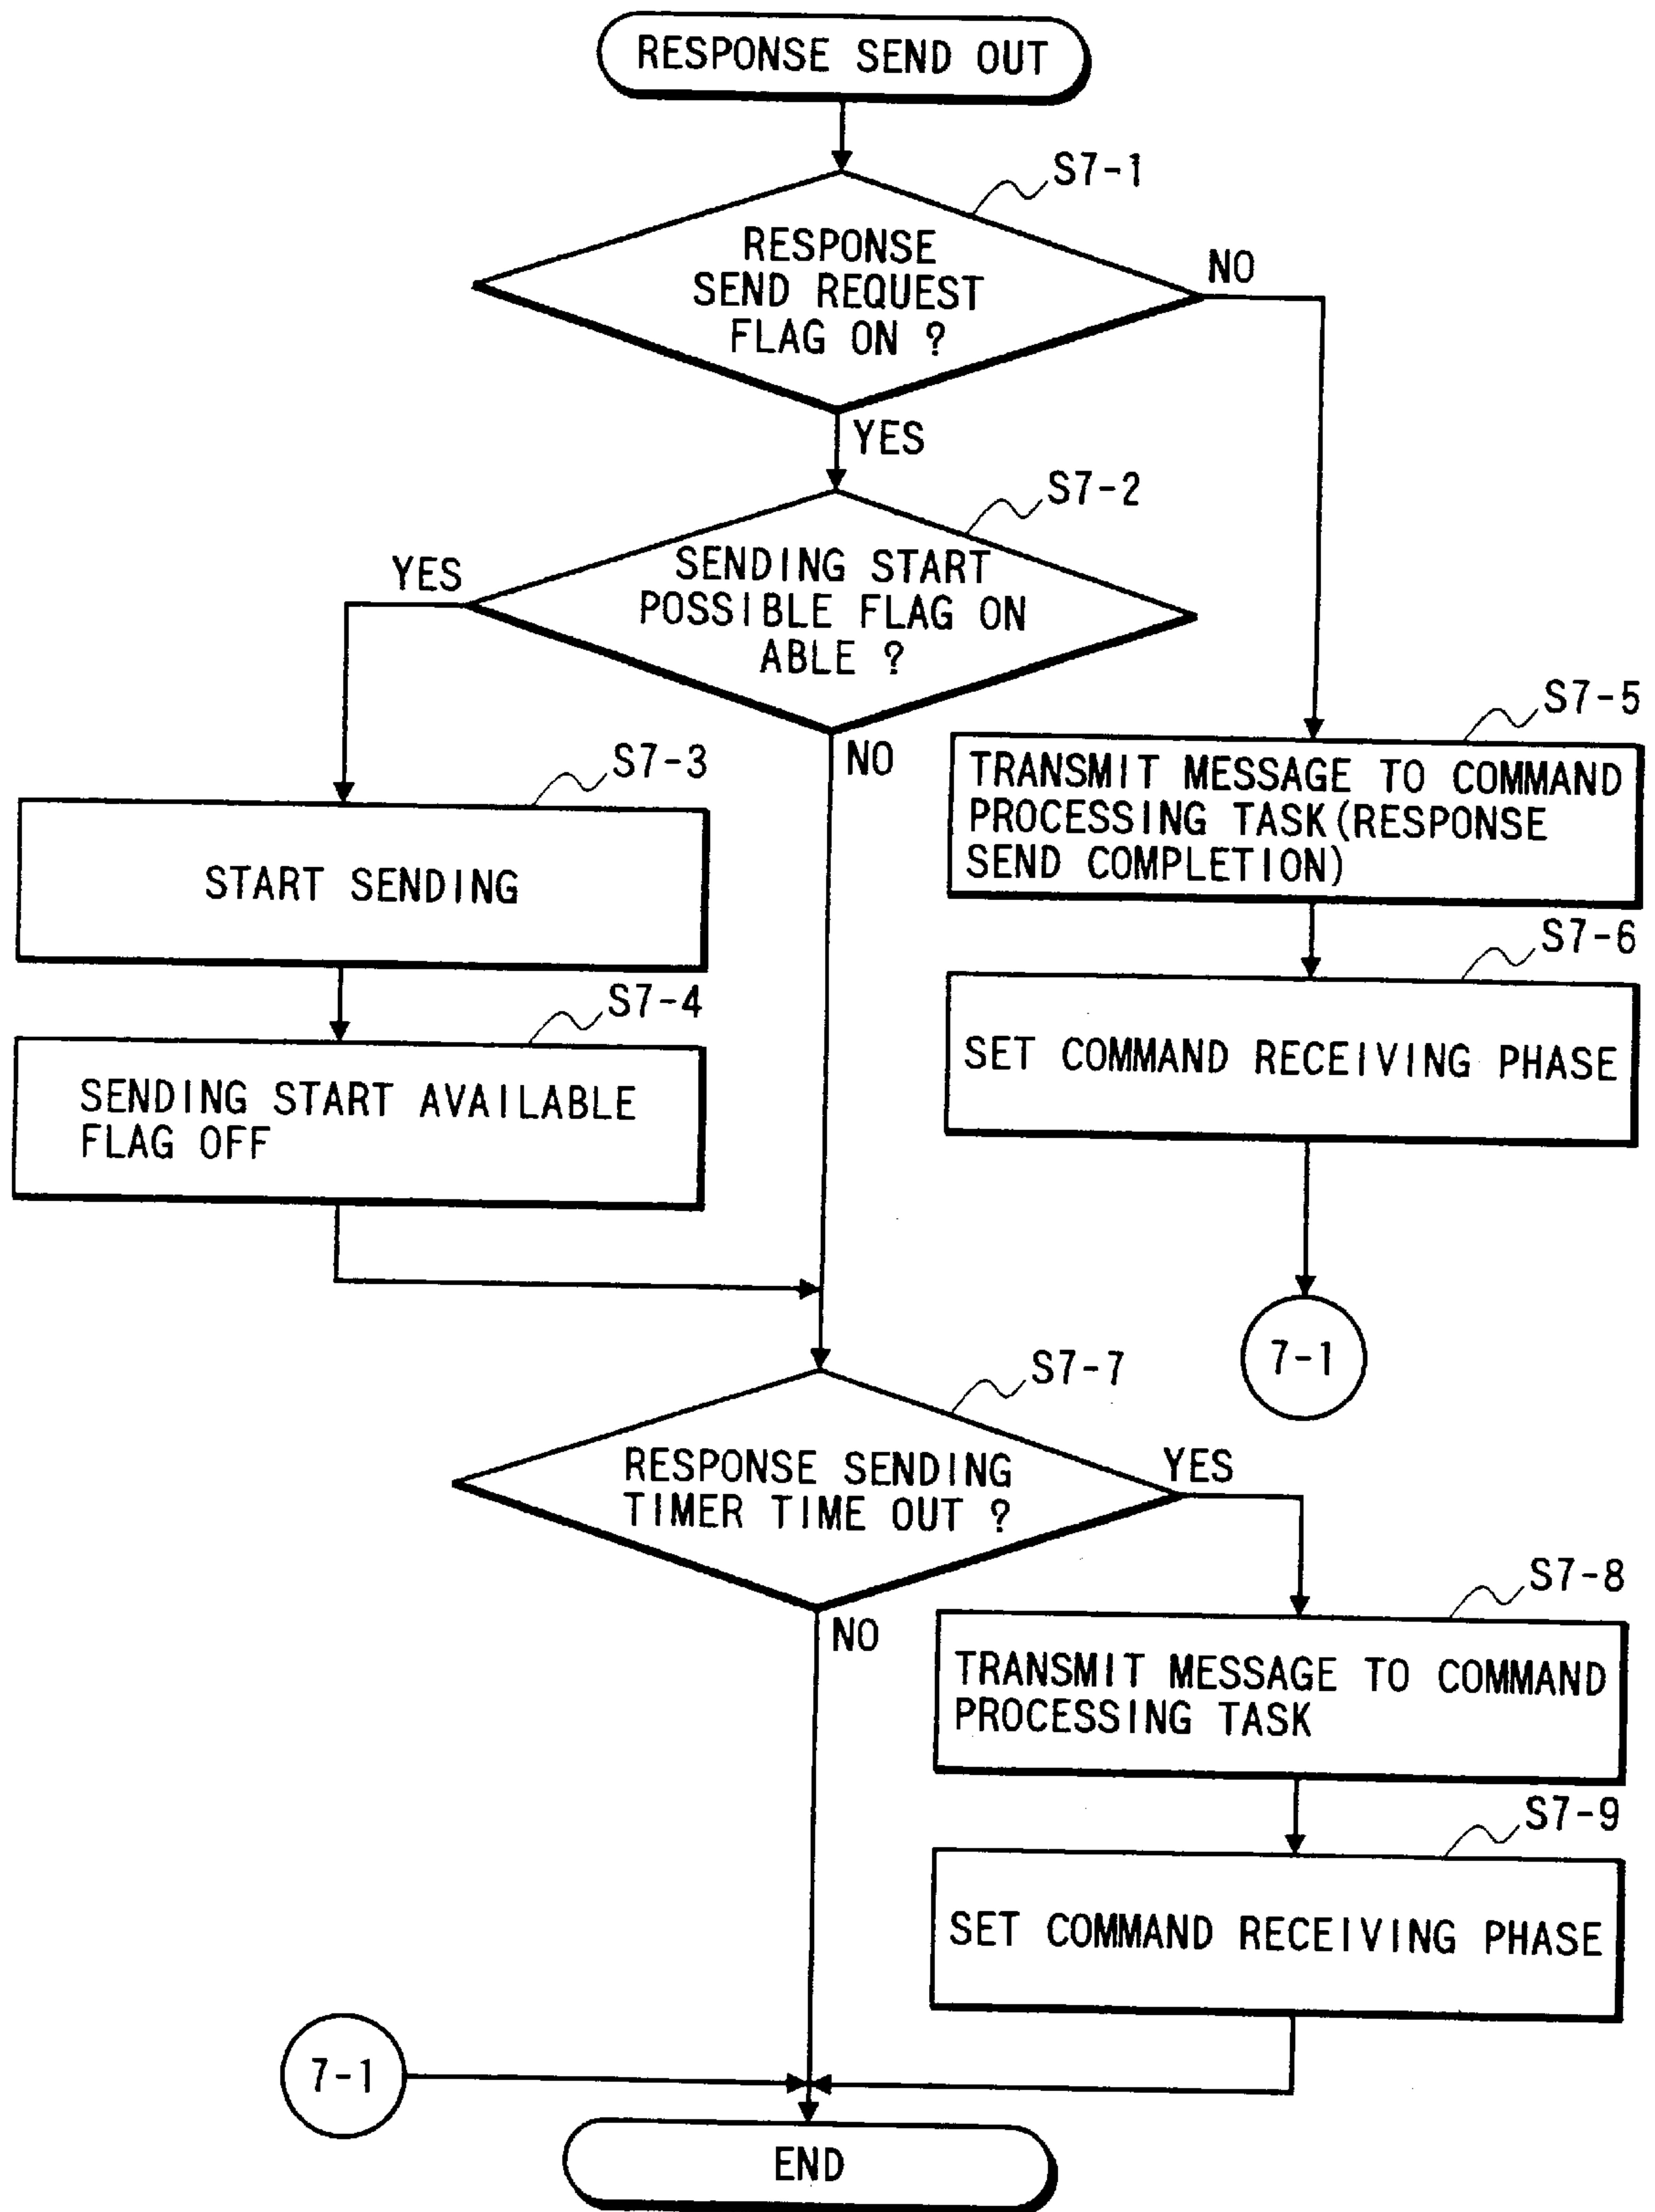 RESPONSE SEND OUT
S7-1
RESPONSE
SEND REQUEST
FLAG ON ?
NO
YES
S7-2
SENDING START
POSSIBLE FLAG ON
ABLE ?
YES
NO
S7-5
TRANSMIT MESSAGE TO COMMAND
PROCESSING TASK(RESPONSE
SEND COMPLETION)
S7-3
START SENDING
S7-6
SET COMMAND RECEIVING PHASE
S7-4
SENDING START AVAILABLE
FLAG OFF
7-1
S7-7
RESPONSE SENDING
TIMER TIME OUT ?
YES
NO
S7-8
TRANSMIT MESSAGE TO COMMAND
PROCESSING TASK
S7-9
SET COMMAND RECEIVING PHASE
7-1
END